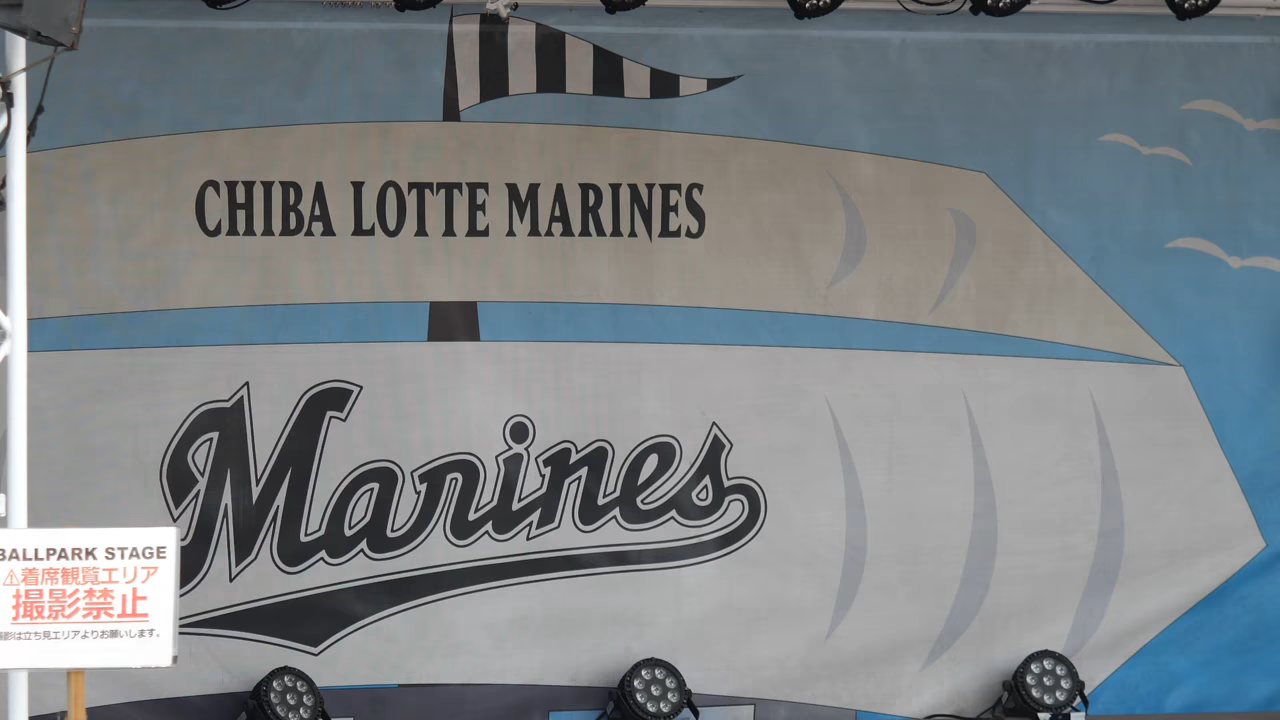 CHIBA LOTTE MARINES
Marines
BALLPARK STAGE
⚠着席観覧エリア
撮影禁止
影は立ち見エリアよりお願いします。